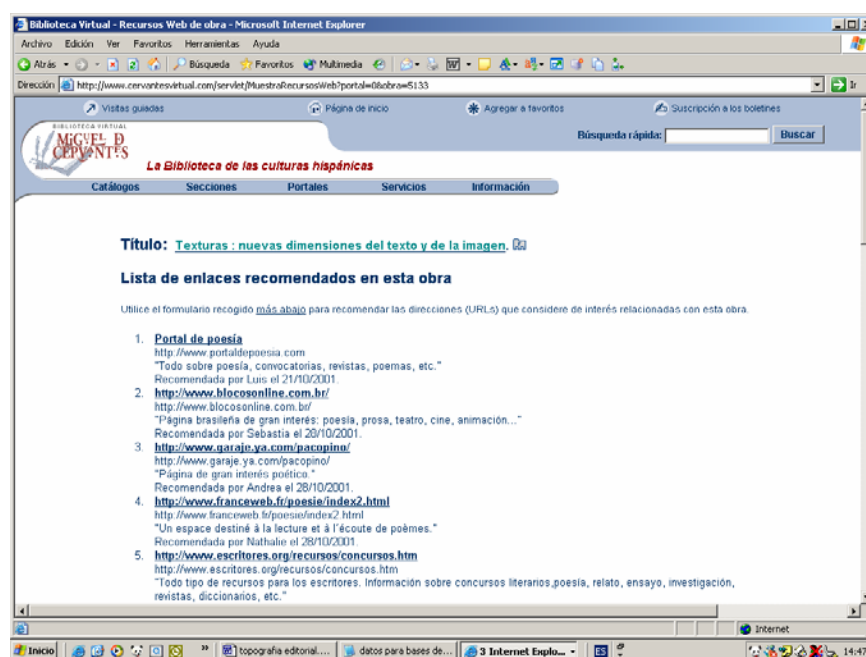 Biblioteca Virtual - Recursos Web de obra - Microsoft Internet Explorer
Archivo Edición Ver Favoritos Herramientas Ayuda
Atrás Búsqueda Favoritos Multimedia
Dirección http://www.cervantesvirtual.com/servlet/MuestraRecursosWeb?portal=0&obra=5133 Ir
Visitas guiadas Página de inicio Agregar a favoritos Suscripción a los boletines
BIBLIOTECA VIRTUAL
MIGVEL D
CERVANTES
Búsqueda rápida: Buscar
La Biblioteca de las culturas hispánicas
Catálogos Secciones Portales Servicios Información
Título: Texturas : nuevas dimensiones del texto y de la imagen.
Lista de enlaces recomendados en esta obra
Utilice el formulario recogido más abajo para recomendar las direcciones (URLs) que considere de interés relacionadas con esta obra.
1. Portal de poesía
http://www.portaldepoesia.com
"Todo sobre poesía, convocatorias, revistas, poemas, etc."
Recomendada por Luis el 21/10/2001.
2. http://www.blocosonline.com.br/
http://www.blocosonline.com.br/
"Página brasileña de gran interés: poesía, prosa, teatro, cine, animación..."
Recomendada por Sebastia el 28/10/2001.
3. http://www.garaje.ya.com/pacopino/
http://www.garaje.ya.com/pacopino/
"Página de gran interés poético."
Recomendada por Andrea el 28/10/2001.
4. http://www.franceweb.fr/poesie/index2.html
http://www.franceweb.fr/poesie/index2.html
"Un espace destiné à la lecture et à l'écoute de poèmes."
Recomendada por Nathalie el 28/10/2001.
5. http://www.escritores.org/recursos/concursos.htm
http://www.escritores.org/recursos/concursos.htm
"Todo tipo de recursos para los escritores. Información sobre concursos literarios,poesía, relato, ensayo, investigación,
revistas, diccionarios, etc."
Internet
Inicio » topografia editorial.... datos para bases de... 3 Internet Explo... ES 14:47